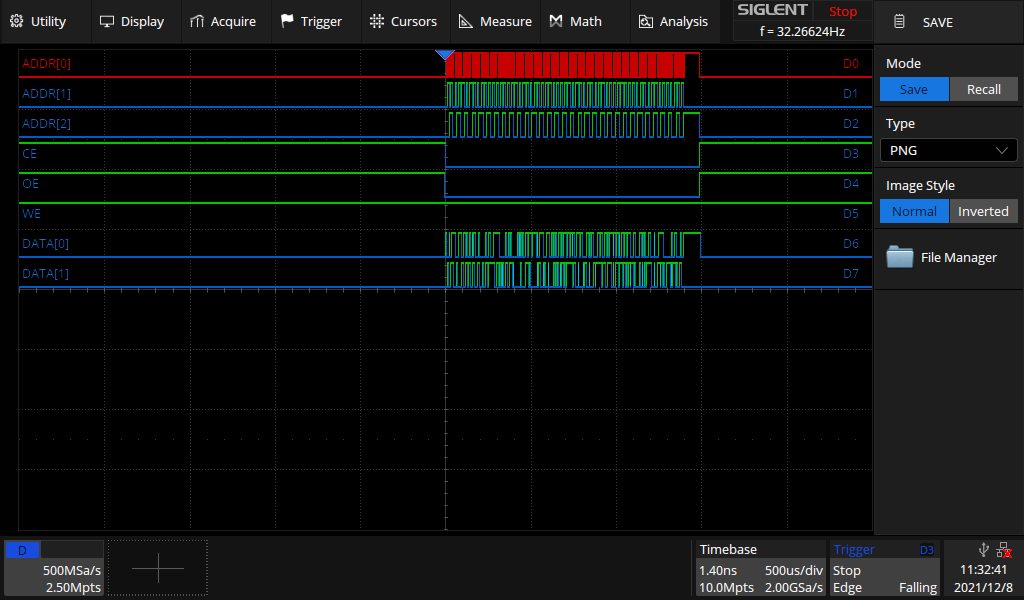 Utility Display Acquire Trigger Cursors Measure Math Analysis SIGLENT Stop SAVE
f = 32.26624Hz
ADDR[0] D0
Mode
Save Recall
ADDR[1] D1
ADDR[2] D2
Type
PNG
CE D3
OE D4
Image Style
Normal Inverted
WE D5
DATA[0] D6
File Manager
DATA[1] D7
D
500MSa/s
2.50Mpts
Timebase
1.40ns 500us/div
10.0Mpts 2.00GSa/s
Trigger D3
Stop
Edge Falling
11:32:41
2021/12/8